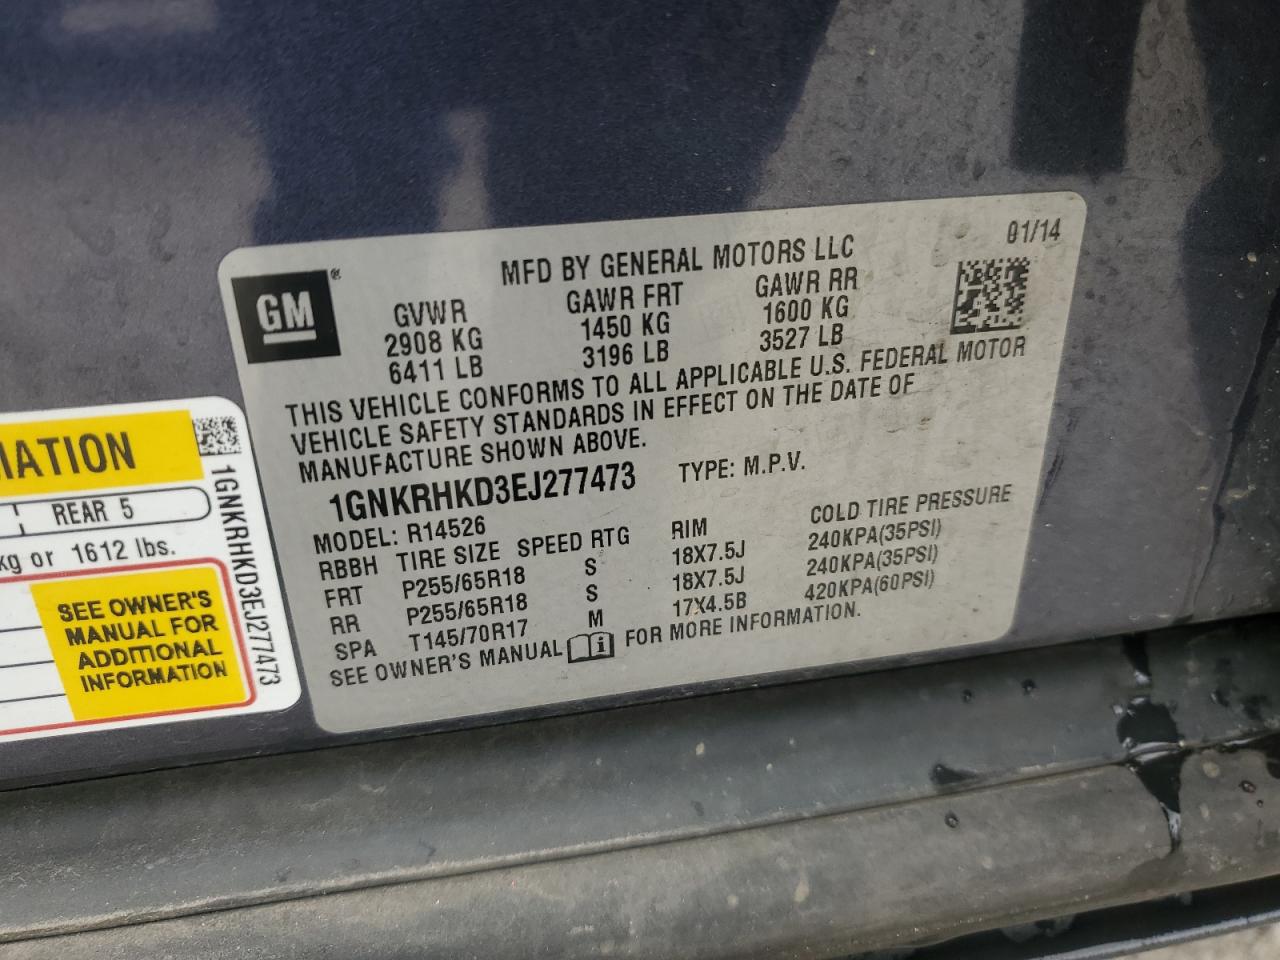 GM®
MFD BY GENERAL MOTORS LLC
01/14
GVWR GAWR FRT GAWR RR
2908 KG 1450 KG 1600 KG
6411 LB 3196 LB 3527 LB
THIS VEHICLE CONFORMS TO ALL APPLICABLE U.S. FEDERAL MOTOR
VEHICLE SAFETY STANDARDS IN EFFECT ON THE DATE OF
MANUFACTURE SHOWN ABOVE.
1GNKRHKD3EJ277473 TYPE: M.P.V.
MODEL: R14526
RBBH TIRE SIZE SPEED RTG RIM COLD TIRE PRESSURE
FRT P255/65R18 S 18X7.5J 240KPA(35PSI)
RR P255/65R18 S 18X7.5J 240KPA(35PSI)
SPA T145/70R17 M 17X4.5B 420KPA(60PSI)
SEE OWNER'S MANUAL FOR MORE INFORMATION.
MATION
REAR 5
kg or 1612 lbs.
SEE OWNER'S
MANUAL FOR
ADDITIONAL
INFORMATION
1GNKRHKD3EJ277473